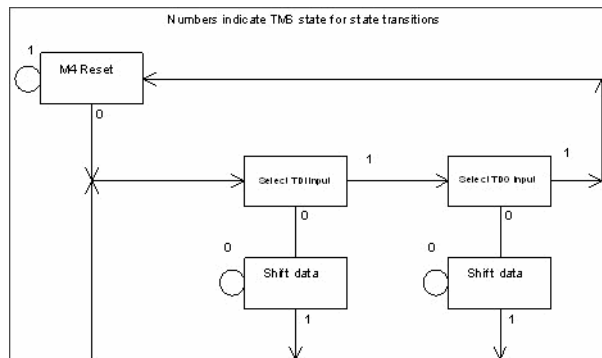 Numbers indicate TMS state for state transitions
1
M4 Reset
0
1
1
Select TDI Input
Select TDO Input
0
0
0
0
Shift data
Shift data
1
1